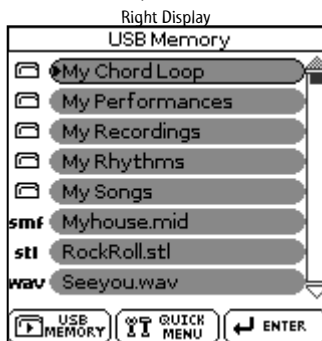 Right Display
USB Memory
My Chord Loop
My Performances
My Recordings
My Rhythms
My Songs
smf Myhouse.mid
stl RockRoll.stl
wav Seeyou.wav
USB MEMORY QUICK MENU ENTER